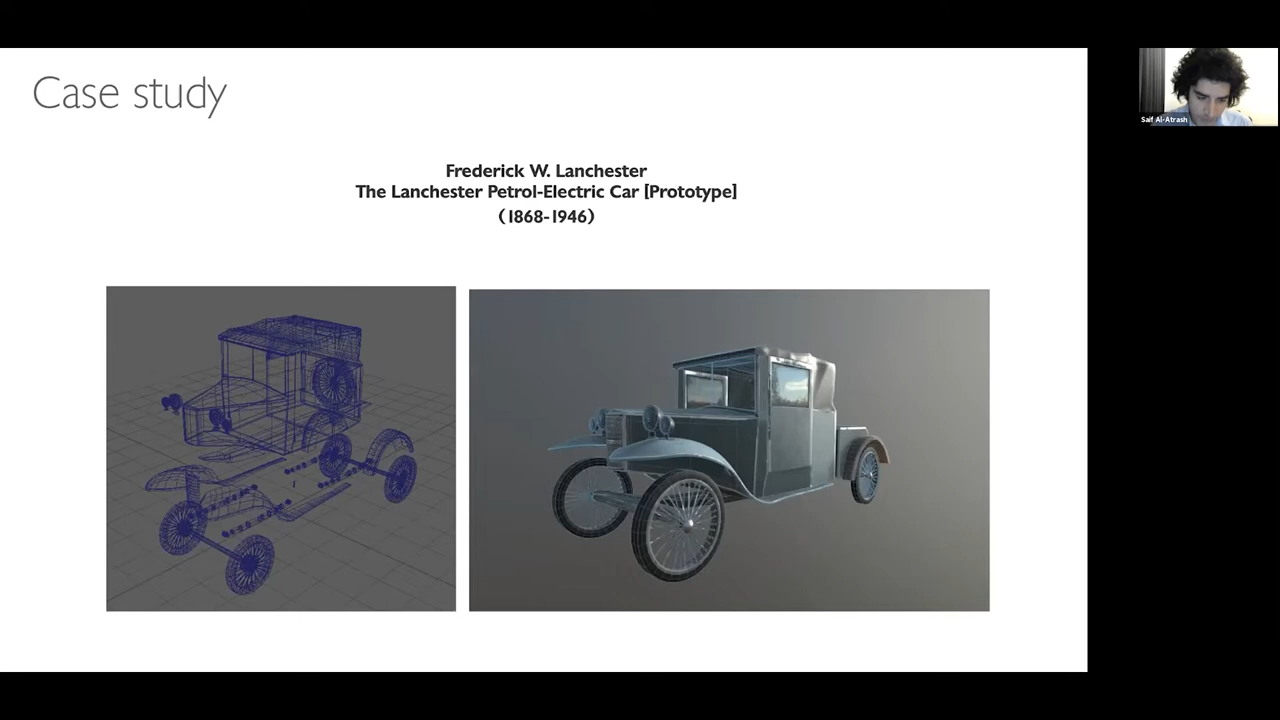 Case study
Frederick W. Lanchester
The Lanchester Petrol-Electric Car [Prototype]
(1868-1946)
Saif Al-Atrash